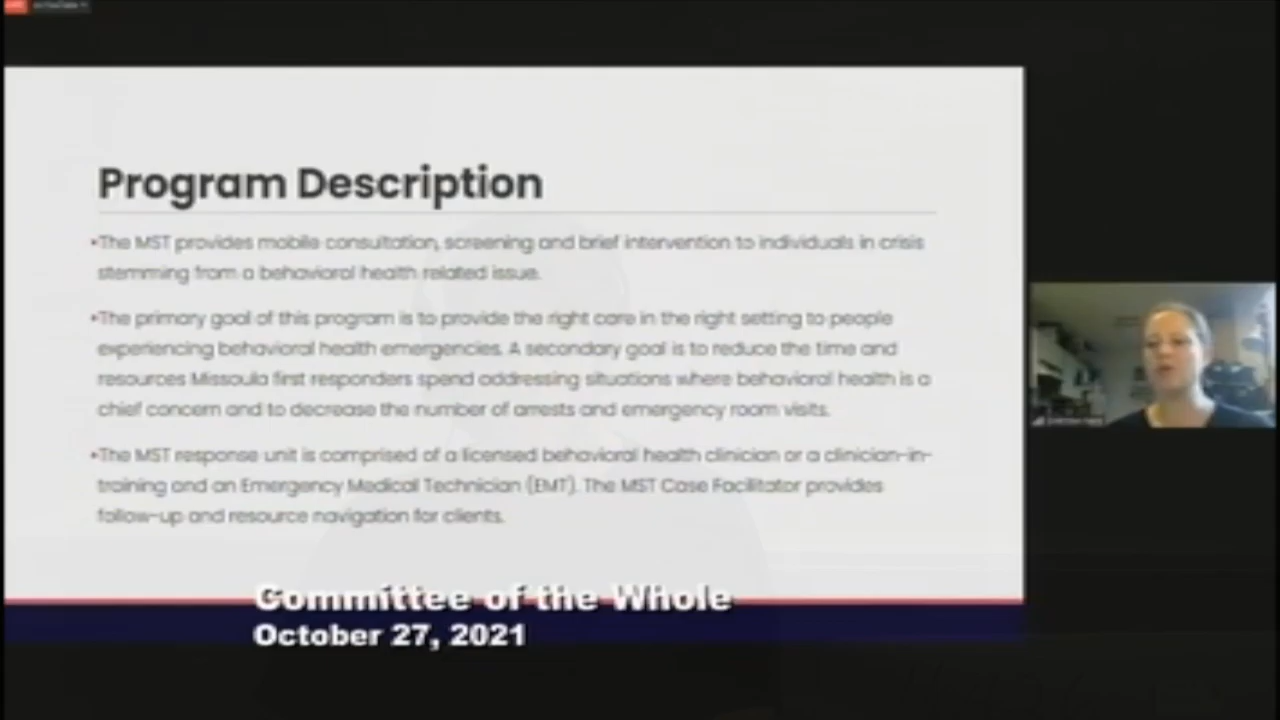 Program Description
•The MST provides mobile consultation, screening and brief intervention to individuals in crisis
stemming from a behavioral health related issue.
•The primary goal of this program is to provide the right care in the right setting to people
experiencing behavioral health emergencies. A secondary goal is to reduce the time and
resources Missoula first responders spend addressing situations where behavioral health is a
chief concern and to decrease the number of arrests and emergency room visits.
•The MST response unit is comprised of a licensed behavioral health clinician or a clinician-in-
training and an Emergency Medical Technician (EMT). The MST Case Facilitator provides
follow-up and resource navigation for clients.
Committee of the Whole
October 27, 2021